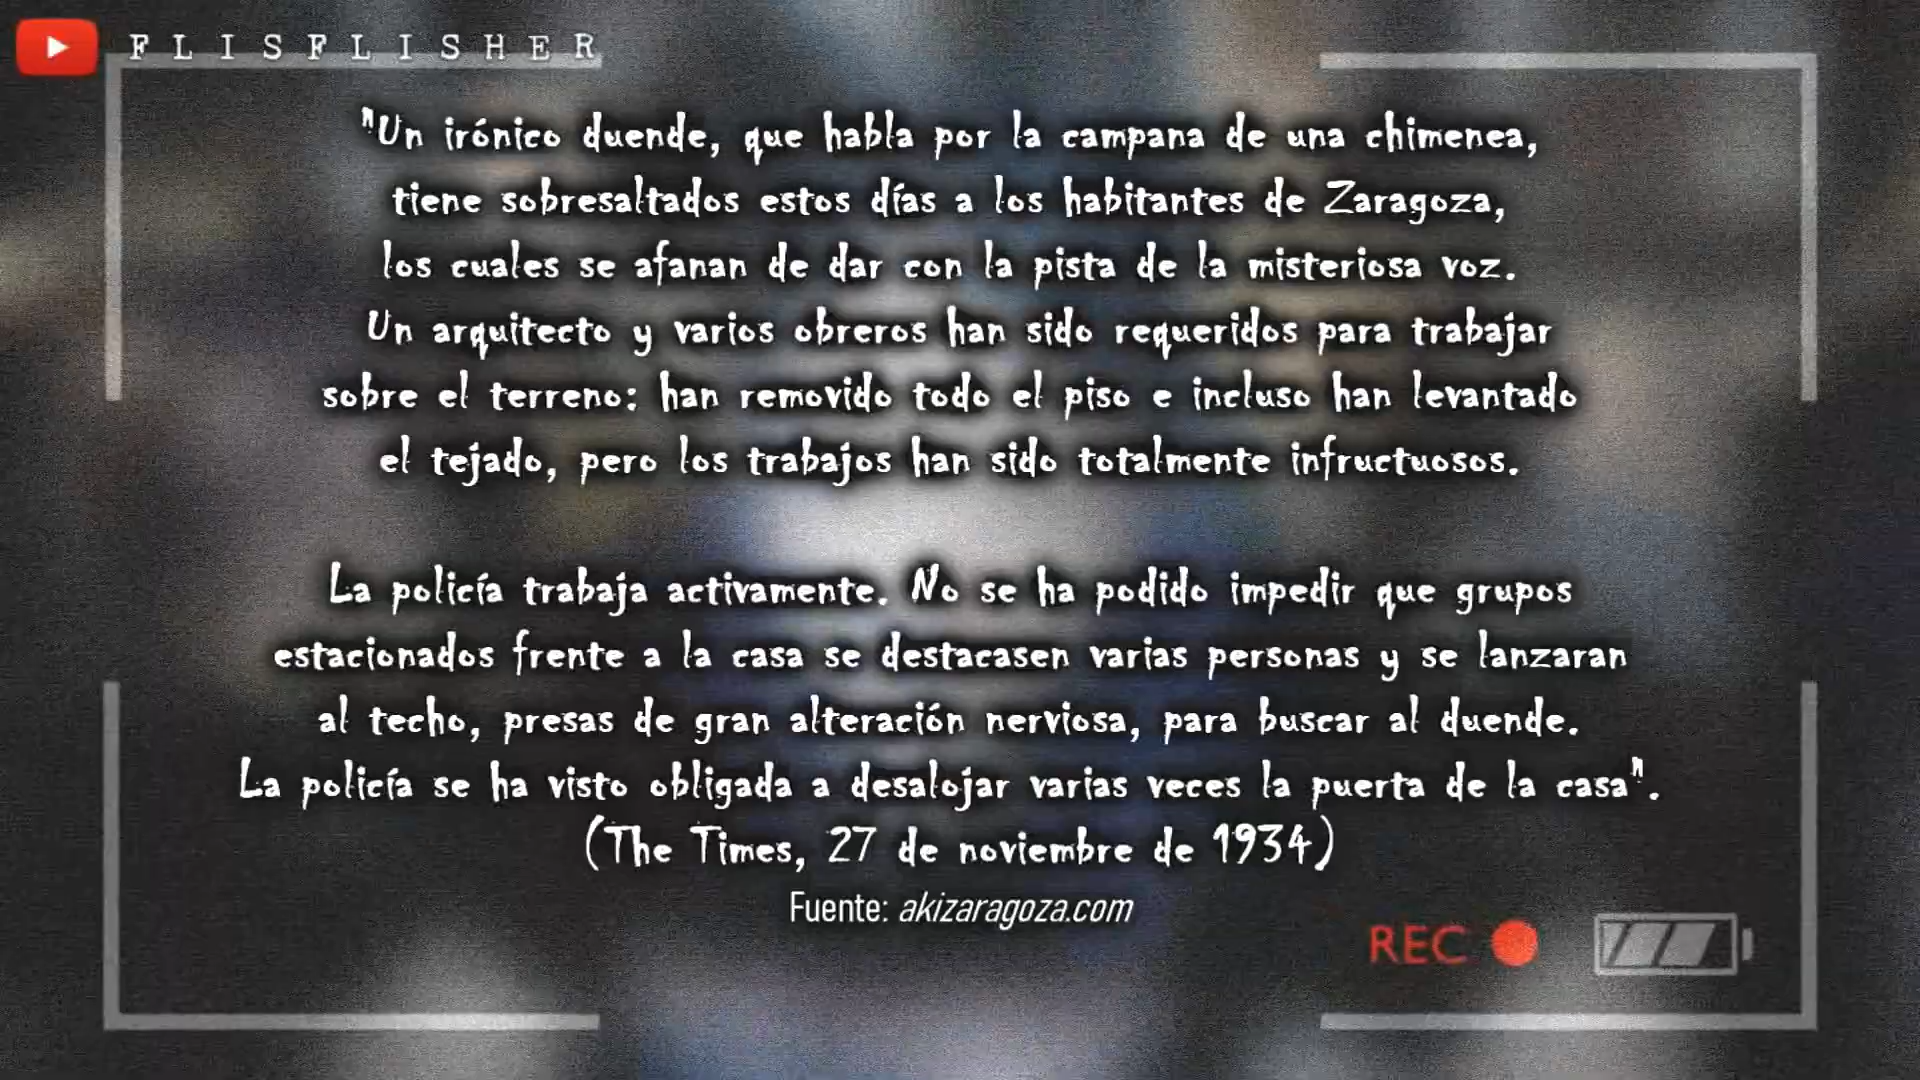 FLISFLISHER
"Un irónico duende, que habla por la campana de una chimenea,
tiene sobresaltados estos días a los habitantes de Zaragoza,
los cuales se afanan de dar con la pista de la misteriosa voz.
Un arquitecto y varios obreros han sido requeridos para trabajar
sobre el terreno: han removido todo el piso e incluso han levantado
el tejado, pero los trabajos han sido totalmente infructuosos.
La policía trabaja activamente. No se ha podido impedir que grupos
estacionados frente a la casa se destacasen varias personas y se lanzaran
al techo, presas de gran alteración nerviosa, para buscar al duende.
La policía se ha visto obligada a desalojar varias veces la puerta de la casa".
(The Times, 27 de noviembre de 1934)
Fuente: akizaragoza.com
REC